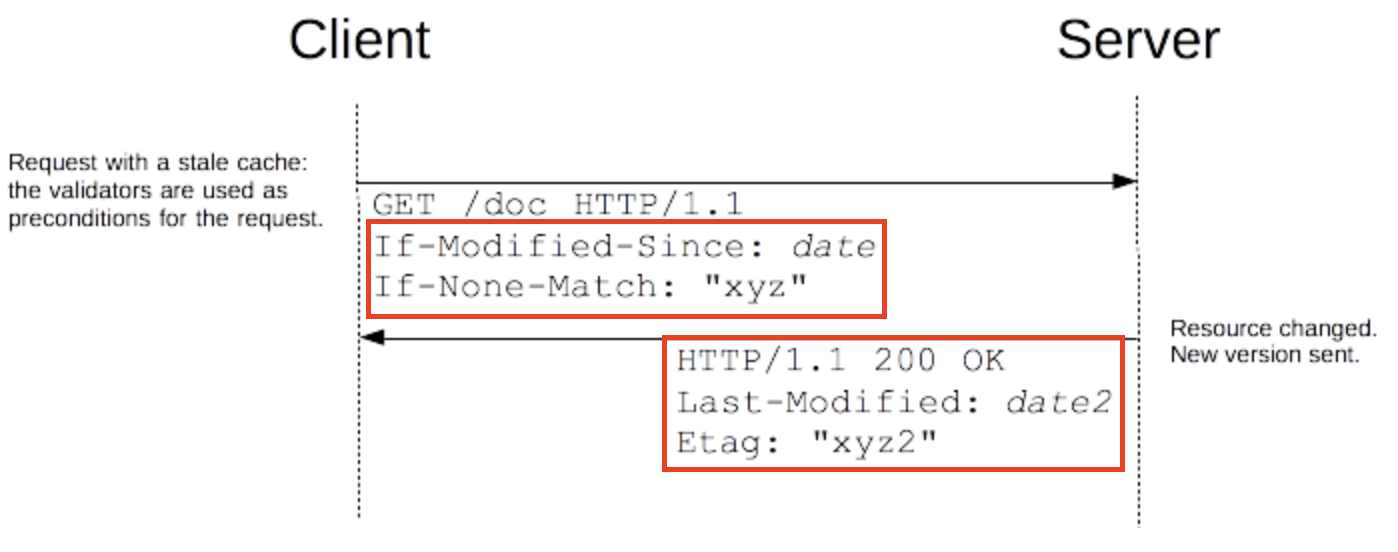 Client
Server
Request with a stale cache:
the validators are used as
preconditions for the request.
GET /doc HTTP/1.1
If-Modified-Since: date
If-None-Match: "xyz"
Resource changed.
New version sent.
HTTP/1.1 200 OK
Last-Modified: date2
Etag: "xyz2"